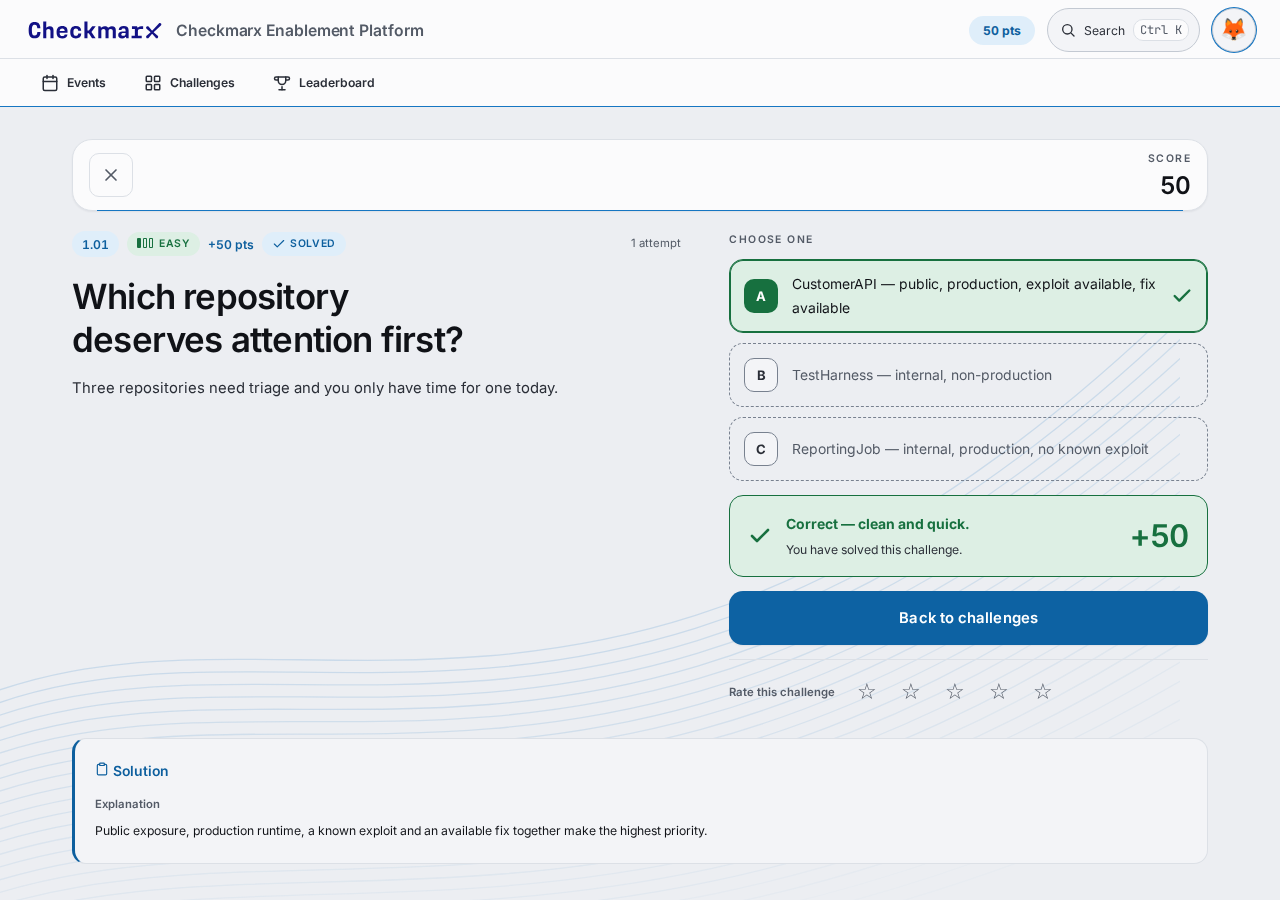 Checkmarx
Checkmarx Enablement Platform
50 pts
Search
Ctrl K
Events
Challenges
Leaderboard
SCORE
50
1.01
EASY
+50 pts
SOLVED
1 attempt
Which repository
deserves attention first?
Three repositories need triage and you only have time for one today.
CHOOSE ONE
A
CustomerAPI — public, production, exploit available, fix
available
B
TestHarness — internal, non-production
C
ReportingJob — internal, production, no known exploit
Correct — clean and quick.
You have solved this challenge.
+50
Back to challenges
Rate this challenge
Solution
Explanation
Public exposure, production runtime, a known exploit and an available fix together make the highest priority.